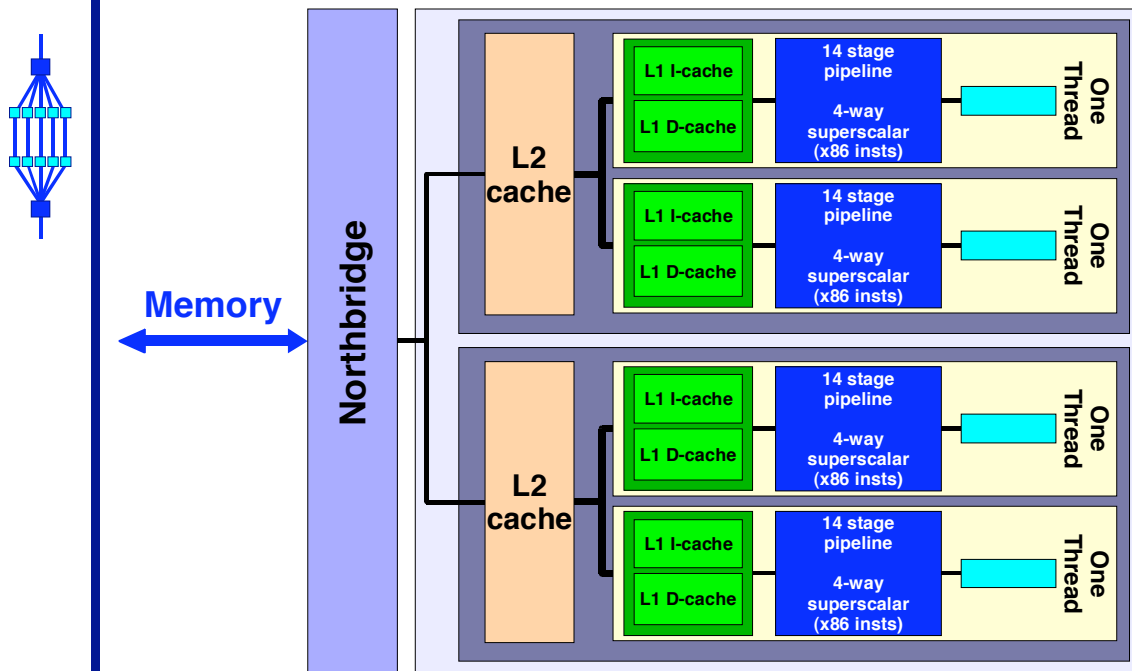 Memory
Northbridge
L2
cache
L1 I-cache
L1 D-cache
14 stage
pipeline
4-way
superscalar
(x86 insts)
One
Thread
L1 I-cache
L1 D-cache
14 stage
pipeline
4-way
superscalar
(x86 insts)
One
Thread
L2
cache
L1 I-cache
L1 D-cache
14 stage
pipeline
4-way
superscalar
(x86 insts)
One
Thread
L1 I-cache
L1 D-cache
14 stage
pipeline
4-way
superscalar
(x86 insts)
One
Thread